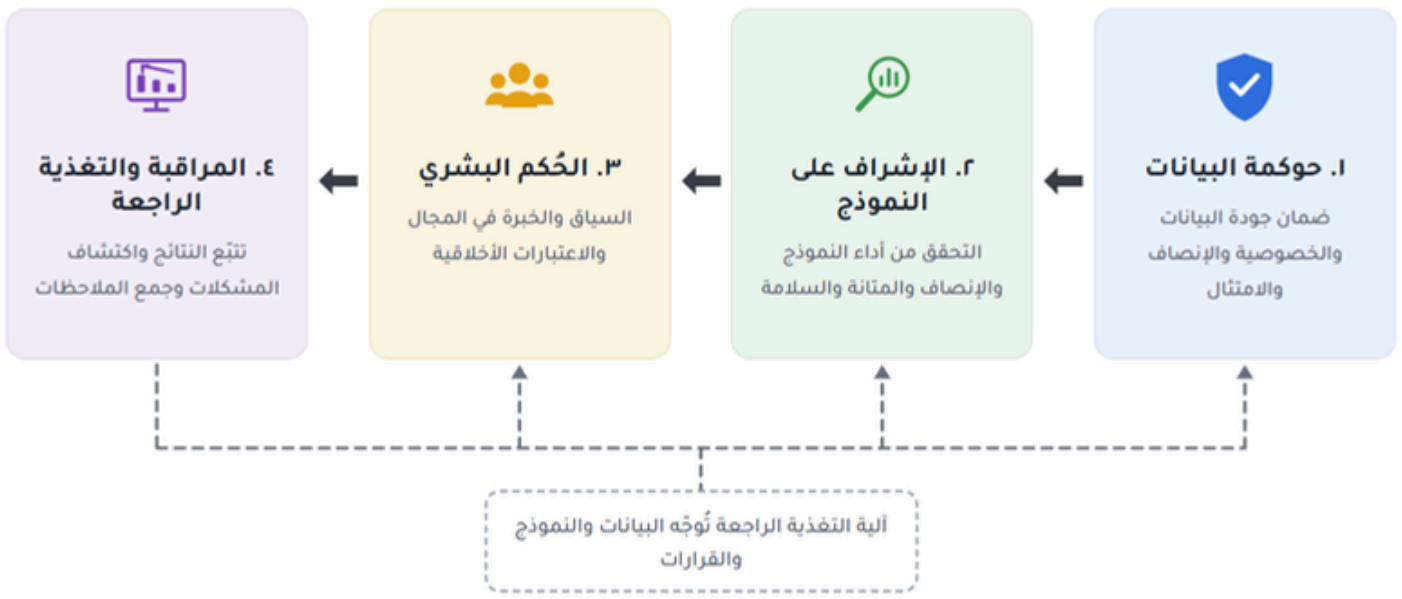 ١. حوكمة البيانات
ضمان جودة البيانات
والخصوصية والإنصاف
والامتثال
٢. الإشراف على
النموذج
التحقق من أداء النموذج
والإنصاف والمتانة والسلامة
٣. الحُكم البشري
السياق والخبرة في المجال
والاعتبارات الأخلاقية
٤. المراقبة والتغذية
الراجعة
تتبّع النتائج واكتشاف
المشكلات وجمع الملاحظات
آلية التغذية الراجعة تُوجّه البيانات والنموذج
والقرارات